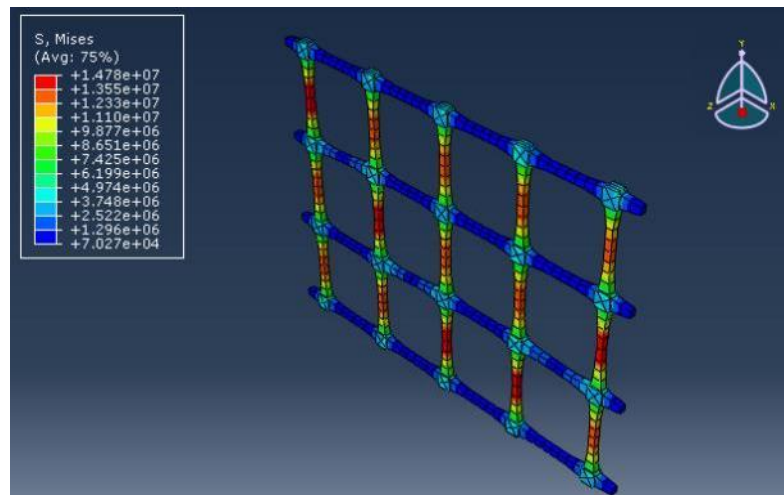 S, Mises
(Avg: 75%)
+1.478e+07
+1.355e+07
+1.233e+07
+1.110e+07
+9.877e+06
+8.651e+06
+7.425e+06
+6.199e+06
+4.974e+06
+3.748e+06
+2.522e+06
+1.296e+06
+7.027e+04
Y
Z
X